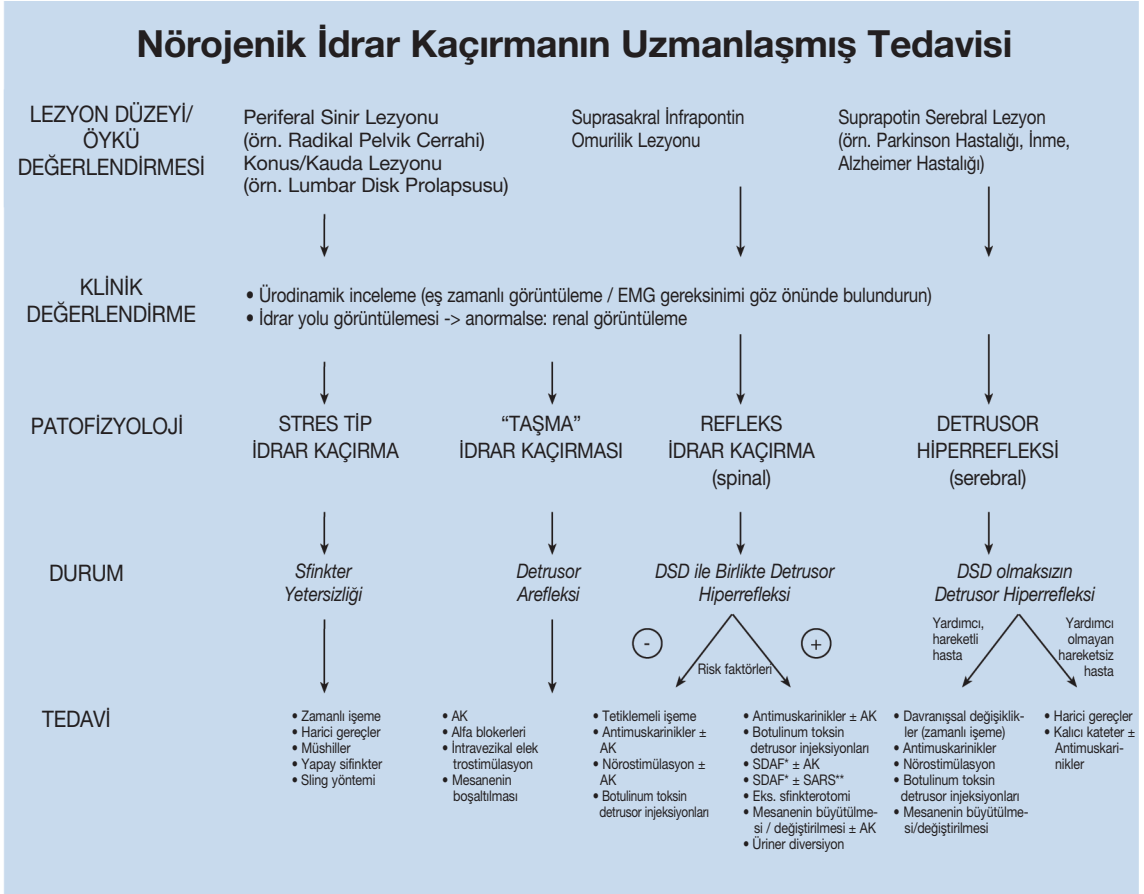 Nörojenik İdrar Kaçırmanın Uzmanlaşmış Tedavisi
LEZYON DÜZEYİ/
ÖYKÜ
DEĞERLENDİRMESİ
Periferal Sinir Lezyonu
(örn. Radikal Pelvik Cerrahi)
Konus/Kauda Lezyonu
(örn. Lumbar Disk Prolapsusu)
Suprasakral İnfrapontin
Omurilik Lezyonu
Suprapotin Serebral Lezyon
(örn. Parkinson Hastalığı, İnme,
Alzheimer Hastalığı]
KLİNİK
DEĞERLENDİRME
• Ürodinamik inceleme (eş zamanlı görüntüleme / EMG gereksinimi göz önünde bulundurun)
• İdrar yolu görüntülemesi -> anormalse: renal görüntüleme
PATOFİZYOLOJİ
STRES TİP
İDRAR KAÇIRMA
“TAŞMA”
İDRAR KAÇIRMASI
REFLEKS
İDRAR KAÇIRMA
(spinal)
DETRUSOR
HİPERREFLEKSİ
(serebral)
DURUM
Sfinkter
Yetersizliği
Detrusor
Arefleksi
DSD ile Birlikte Detrusor
Hiperrefleksi
DSD olmaksızın
Detrusor Hiperrefleksi
-
+
Risk faktörleri
Yardımcı,
hareketli
hasta
Yardımcı
olmayan
hareketsiz
hasta
TEDAVİ
• Zamanlı işeme
• Harici gereçler
• Müshiller
• Yapay sifinkter
• Sling yöntemi
• AK
• Alfa blokerleri
• İntravezikal elek
trostimülasyon
• Mesanenin
boşaltılması
• Tetiklemeli işeme
• Antimuskarinikler ±
AK
• Nörostimülasyon ±
AK
• Botulinum toksin
detrusor injeksiyonları
• Antimuskarinikler ± AK
• Botulinum toksin
detrusor injeksiyonları
• SDAF* ± AK
• SDAF* ± SARS**
• Eks. sfinkterotomi
• Mesanenin büyütülme-
si / değiştirilmesi ± AK
• Üriner diversiyon
• Davranışsal değişiklik-
ler (zamanlı işeme)
• Antimuskarinikler
• Nörostimülasyon
• Botulinum toksin
detrusor injeksiyonları
• Mesanenin büyütülme-
si/değiştirilmesi
• Harici gereçler
• Kalıcı kateter ±
Antimuskari-
nikler